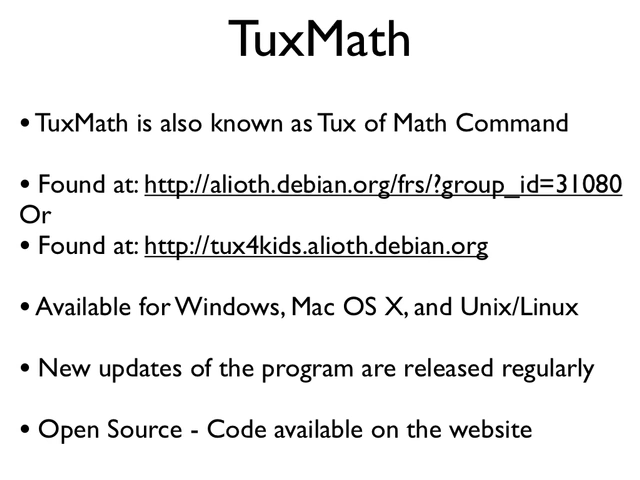 TuxMath
• TuxMath is also known as Tux of Math Command
• Found at: http://alioth.debian.org/frs/?group_id=31080
Or
• Found at: http://tux4kids.alioth.debian.org
• Available for Windows, Mac OS X, and Unix/Linux
• New updates of the program are released regularly
• Open Source - Code available on the website